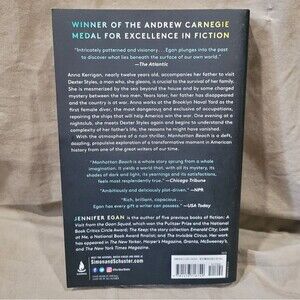 WINNER OF THE ANDREW CARNEGIE
MEDAL FOR EXCELLENCE IN FICTION
"Intricately patterned and visionary . . . Egan plunges into the past
to discover what lies beneath the surface of our own world."
—The Atlantic
Anna Kerrigan, nearly twelve years old, accompanies her father to visit
Dexter Styles, a man who, she gleans, is crucial to the survival of her family.
She is mesmerized by the sea beyond the house and by some charged
mystery between the two men. Years later, her father has disappeared
and the country is at war. Anna works at the Brooklyn Naval Yard as the
first female diver, the most dangerous and exclusive of occupations,
repairing the ships that will help America win the war. One evening at a
nightclub, she meets Dexter Styles again and begins to understand the
complexity of her father's life, the reasons he might have vanished.
With the atmosphere of a noir thriller, Manhattan Beach is a deft,
dazzling, propulsive exploration of a transformative moment in American
history from one of the great writers of our time.
"Manhattan Beach is a whole story sprung from a whole
imagination. It yields a world that, with all its mystery, its
shades of dark and light, its yearnings and its satisfactions,
feels most resplendently true." —Chicago Tribune
"Ambitiously and deliciously plot-driven." —NPR
"Rich, brilliant, capacious . . .
Egan has every gift a writer can possess." —USA Today
JENNIFER EGAN is the author of five previous books of fiction: A
Visit from the Goon Squad, which won the Pulitzer Prize and the National
Book Critics Circle Award; The Keep; the story collection Emerald City; Look
at Me, a National Book Award Finalist; and The Invisible Circus. Her work
has appeared in The New Yorker, Harper's Magazine, Granta, McSweeney's,
and The New York Times Magazine.
SimonandSchuster.com